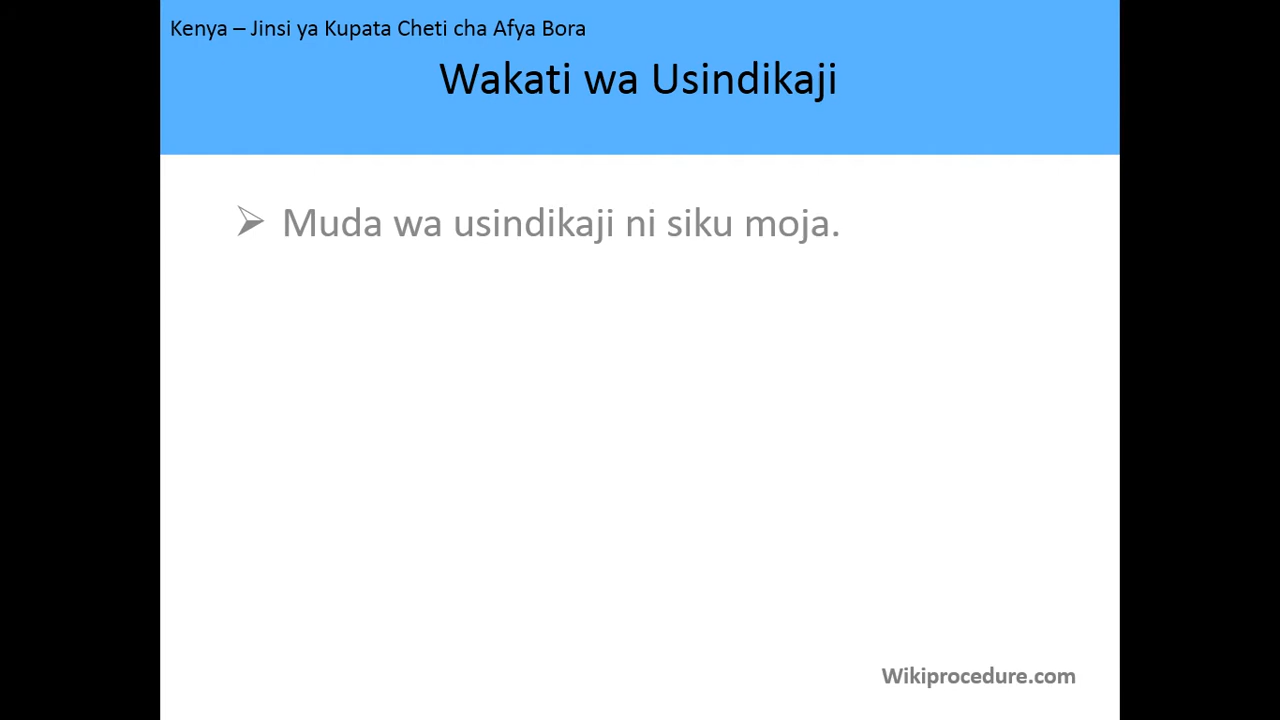 Kenya – Jinsi ya Kupata Cheti cha Afya Bora
Wakati wa Usindikaji
Muda wa usindikaji ni siku moja.
Wikiprocedure.com